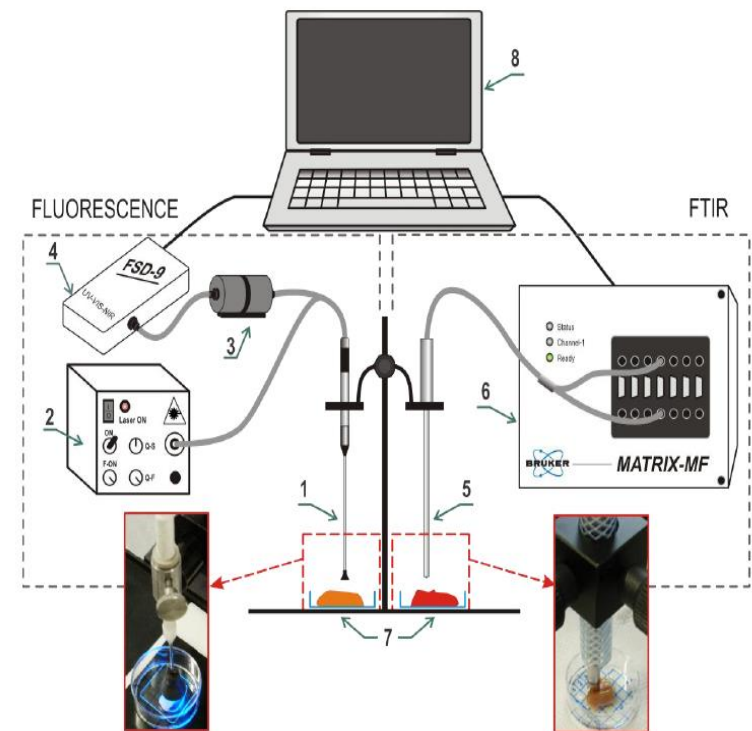 8
FLUORESCENCE
FTIR
4
FSD-9
UV-VIS-NIR
3
Status
Channel-1
Ready
6
2
Laser ON
ON
Q-S
F-ON
Q-F
BRUKER
MATRIX-MF
1
5
7